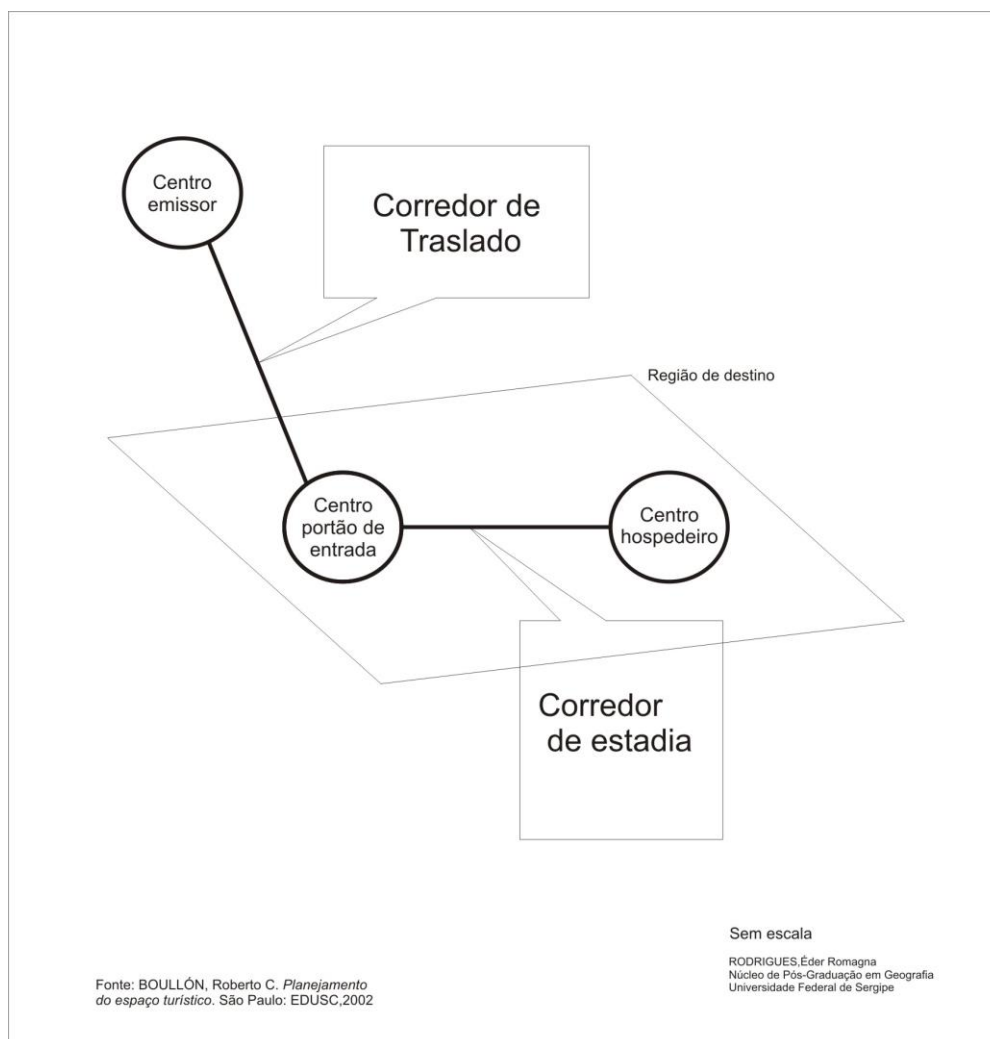 Centro
emissor
Corredor de
Traslado
Região de destino
Centro
portão de
entrada
Centro
hospedeiro
Corredor
de estadia
Sem escala
RODRIGUES,Éder Romagna
Núcleo de Pós-Graduação em Geografia
Universidade Federal de Sergipe
Fonte: BOULLÓN, Roberto C. Planejamento
do espaço turístico. São Paulo: EDUSC,2002